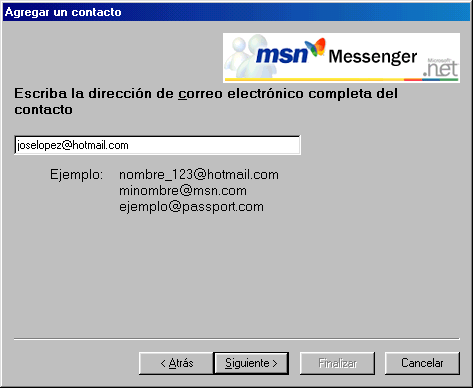 Agregar un contacto
msn Messenger
Microsoft
.net
Escriba la dirección de correo electrónico completa del
contacto
joselopez@hotmail.com
Ejemplo: nombre_123@hotmail.com
minombre@msn.com
ejemplo@passport.com
< Atrás Siguiente > Finalizar Cancelar